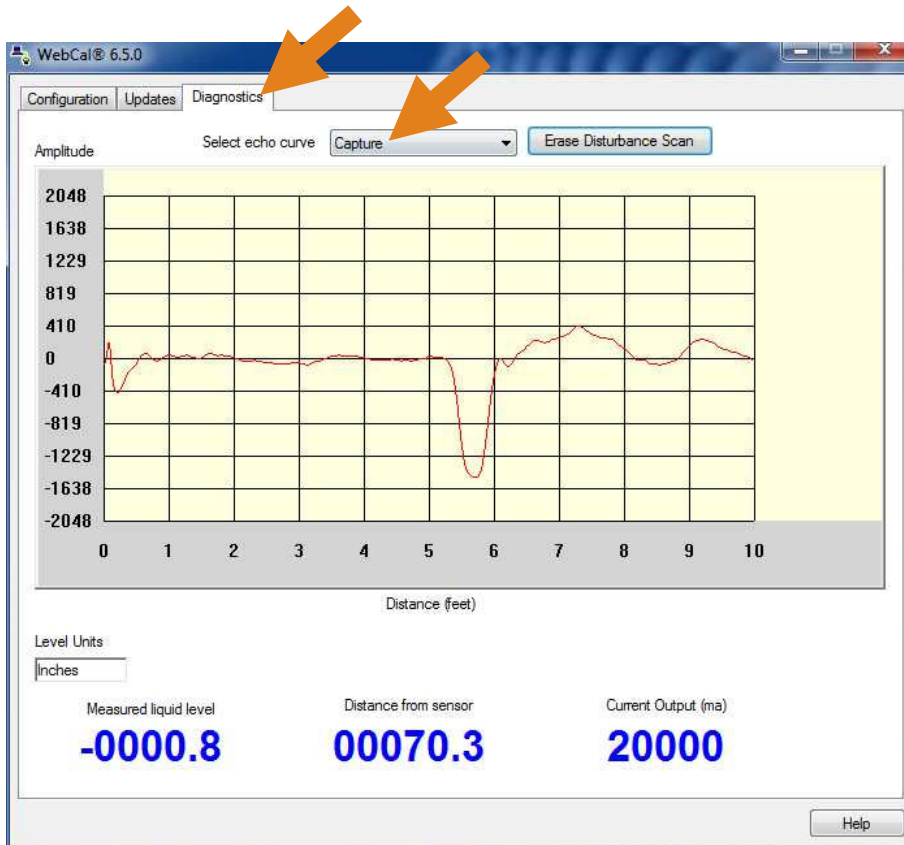 WebCal® 6.5.0
Configuration Updates Diagnostics
Select echo curve Capture Erase Disturbance Scan
Amplitude
2048
1638
1229
819
410
0
-410
-819
-1229
-1638
-2048
0 1 2 3 4 5 6 7 8 9 10
Distance (feet)
Level Units
Inches
Measured liquid level Distance from sensor Current Output (ma)
-0000.8 00070.3 20000
Help